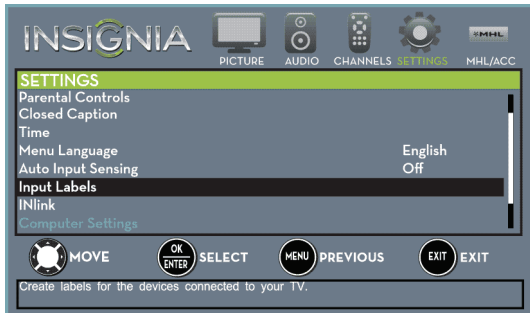 INSIGNIA
PICTURE AUDIO CHANNELS SETTINGS MHL/ACC
MHL
SETTINGS
Parental Controls
Closed Caption
Time
Menu Language English
Auto Input Sensing Off
Input Labels
INlink
Computer Settings
MOVE OK ENTER SELECT MENU PREVIOUS EXIT EXIT
Create labels for the devices connected to your TV.